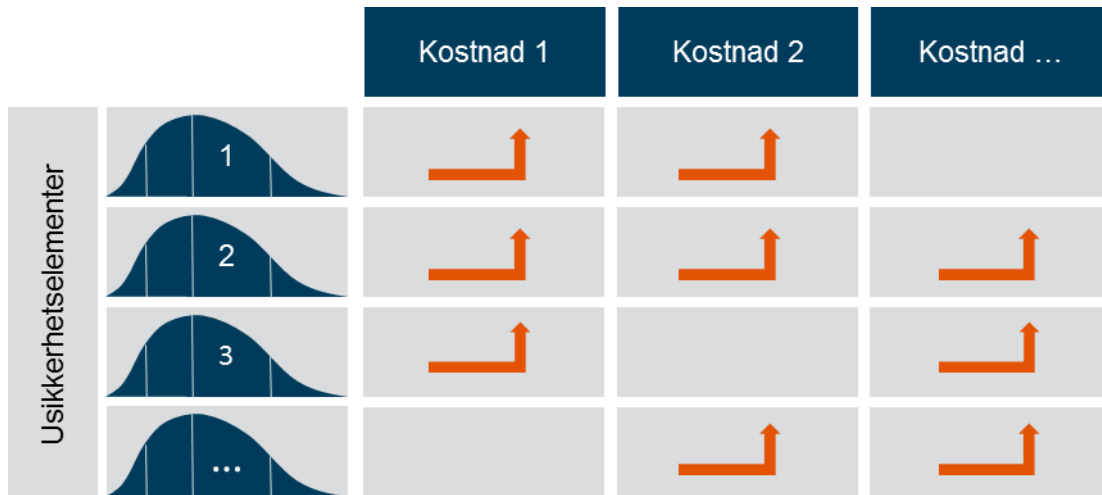 Kostnad 1
Kostnad 2
Kostnad ...
Usikkerhetselementer
1
2
3
...